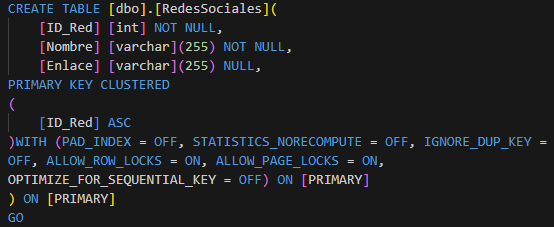 CREATE TABLE [dbo].[RedesSociales](
    [ID_Red] [int] NOT NULL,
    [Nombre] [varchar](255) NOT NULL,
    [Enlace] [varchar](255) NULL,
PRIMARY KEY CLUSTERED
(
    [ID_Red] ASC
)WITH (PAD_INDEX = OFF, STATISTICS_NORECOMPUTE = OFF, IGNORE_DUP_KEY =
OFF, ALLOW_ROW_LOCKS = ON, ALLOW_PAGE_LOCKS = ON,
OPTIMIZE_FOR_SEQUENTIAL_KEY = OFF) ON [PRIMARY]
) ON [PRIMARY]
GO